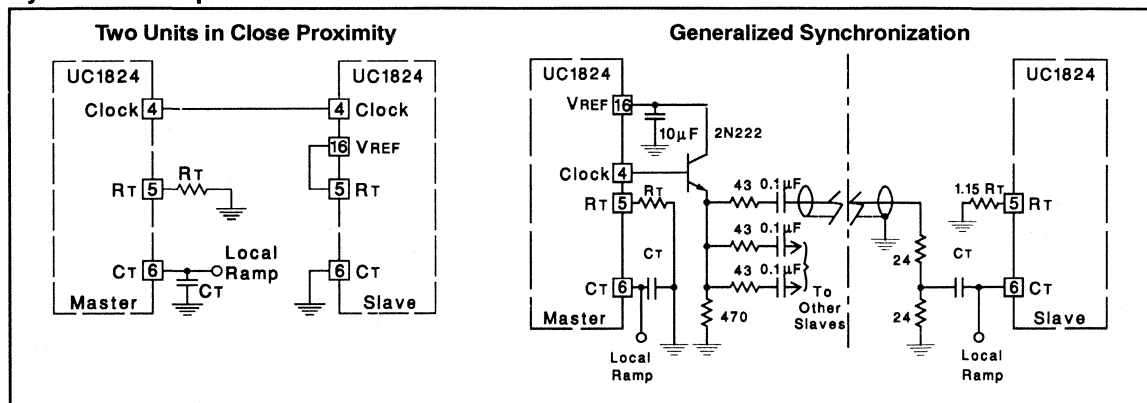 Two Units in Close Proximity
UC1824
Clock 4
RT 5
RT
CT 6
CT
Local
Ramp
Master
UC1824
4 Clock
16 VREF
5 RT
6 CT
Slave
Generalized Synchronization
UC1824
VREF 16
10µF
2N222
Clock 4
RT 5
RT
43 0.1µF
43 0.1µF
43 0.1µF
CT 6
CT
470
To
Other
Slaves
Master
Local
Ramp
UC1824
1.15 RT
5 RT
24
24
CT
6 CT
Slave
Local
Ramp